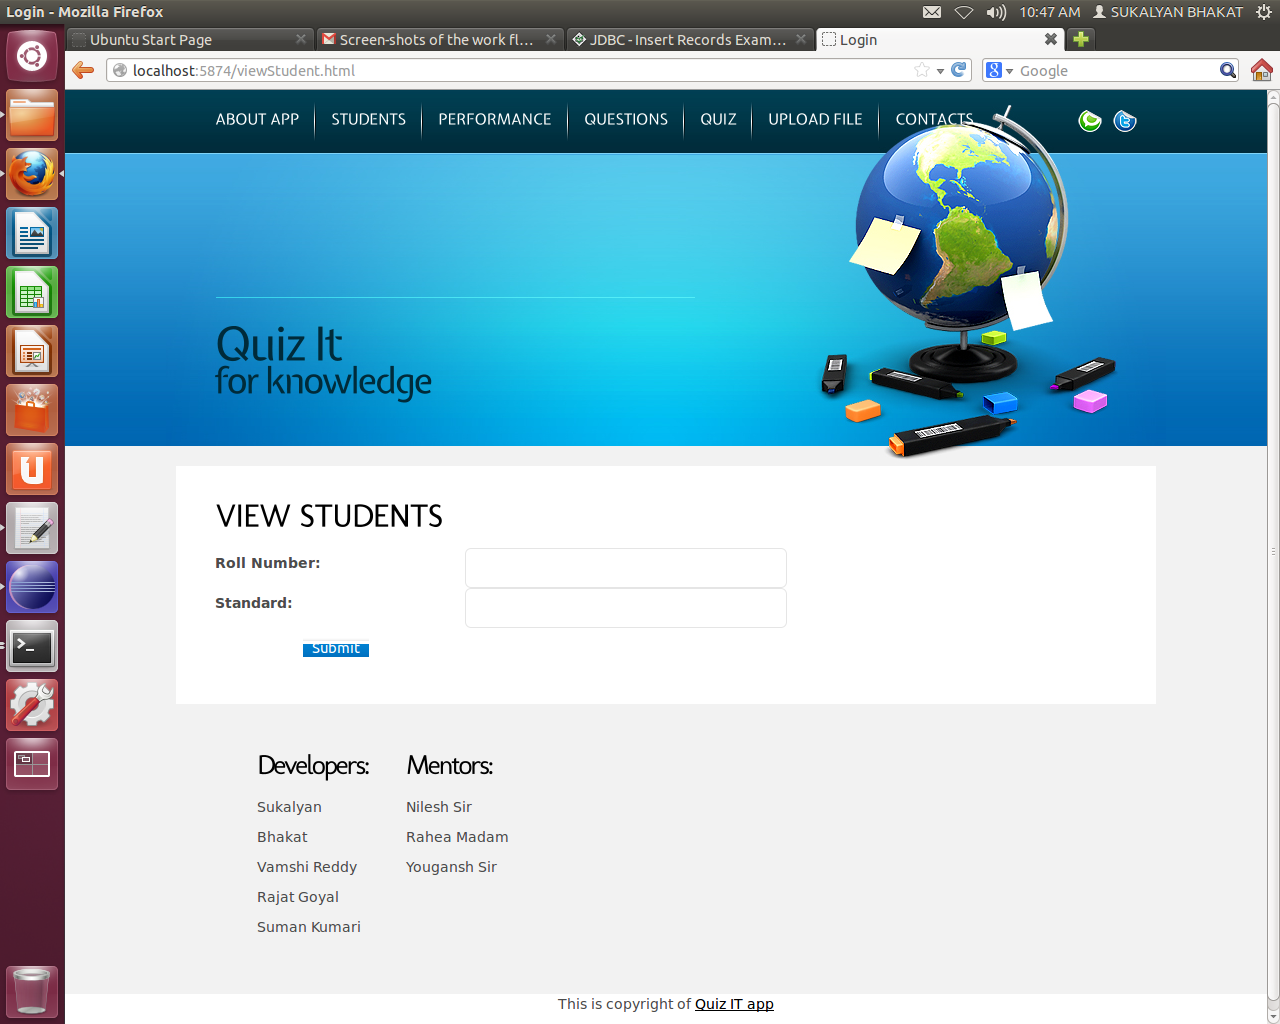 Login - Mozilla Firefox
10:47 AM SUKALYAN BHAKAT
Ubuntu Start Page
Screen-shots of the work fl...
JDBC - Insert Records Exam...
Login
localhost:5874/viewStudent.html
Google
ABOUT APP STUDENTS PERFORMANCE QUESTIONS QUIZ UPLOAD FILE CONTACTS
Quiz It
for knowledge
VIEW STUDENTS
Roll Number:
Standard:
Submit
Developers:
Sukalyan
Bhakat
Vamshi Reddy
Rajat Goyal
Suman Kumari
Mentors:
Nilesh Sir
Rahea Madam
Yougansh Sir
This is copyright of Quiz IT app